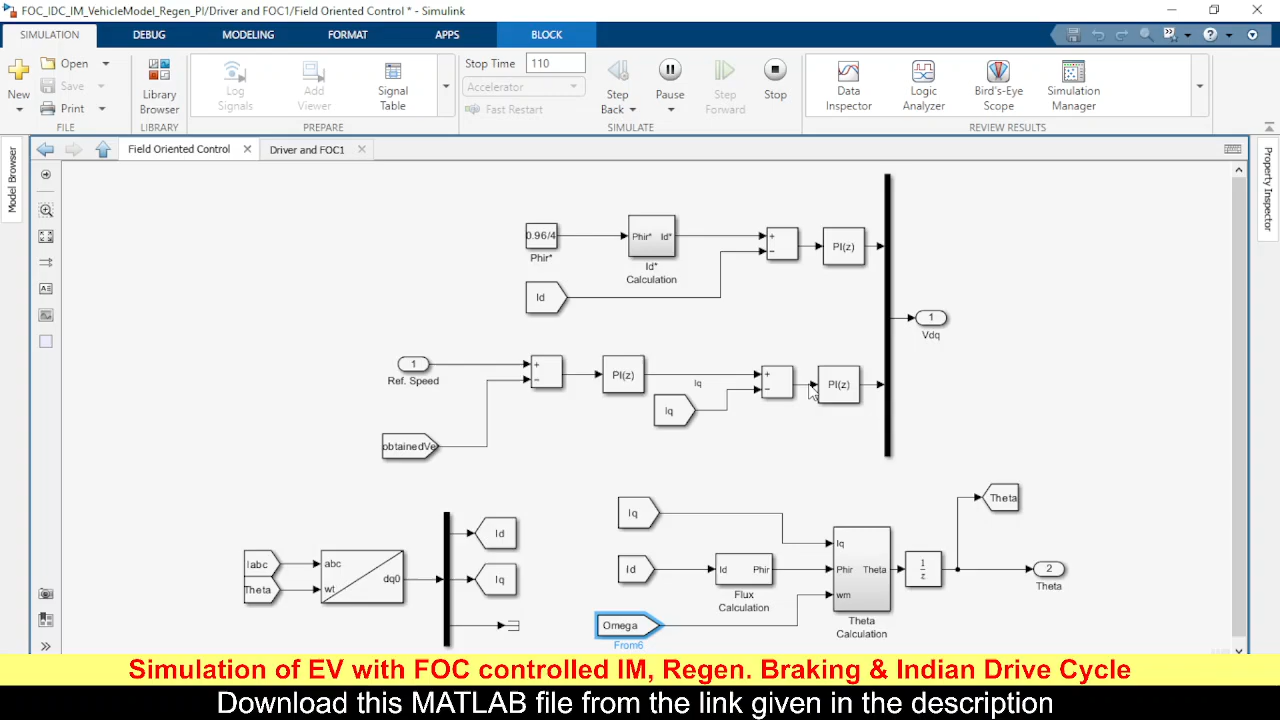 FOC_IDC_IM_VehicleModel_Regen_PI/Driver and FOC1/Field Oriented Control * - Simulink
SIMULATION DEBUG MODELING FORMAT APPS BLOCK
New
Open
Save
Print
FILE
Library Browser
LIBRARY
Log Signals
Add Viewer
Signal Table
PREPARE
Stop Time 110
Accelerator
Fast Restart
Step Back
Pause
Step Forward
Stop
SIMULATE
Data Inspector
Logic Analyzer
Bird's-Eye Scope
Simulation Manager
REVIEW RESULTS
Model Browser
Field Oriented Control
Driver and FOC1
Property Inspector
0.96/4
Phir*
Phir* Id*
Id*
Calculation
+
−
PI(z)
Id
1
Vdq
1
Ref. Speed
+
−
PI(z)
Iq
+
−
PI(z)
Iq
obtainedVe
Iabc
Theta
abc
wt
dq0
Id
Iq
Iq
Id
Id Phir
Flux
Calculation
Omega
From6
Iq
Phir Theta
wm
Theta
Calculation
1
z
Theta
2
Theta
Simulation of EV with FOC controlled IM, Regen. Braking & Indian Drive Cycle
Download this MATLAB file from the link given in the description